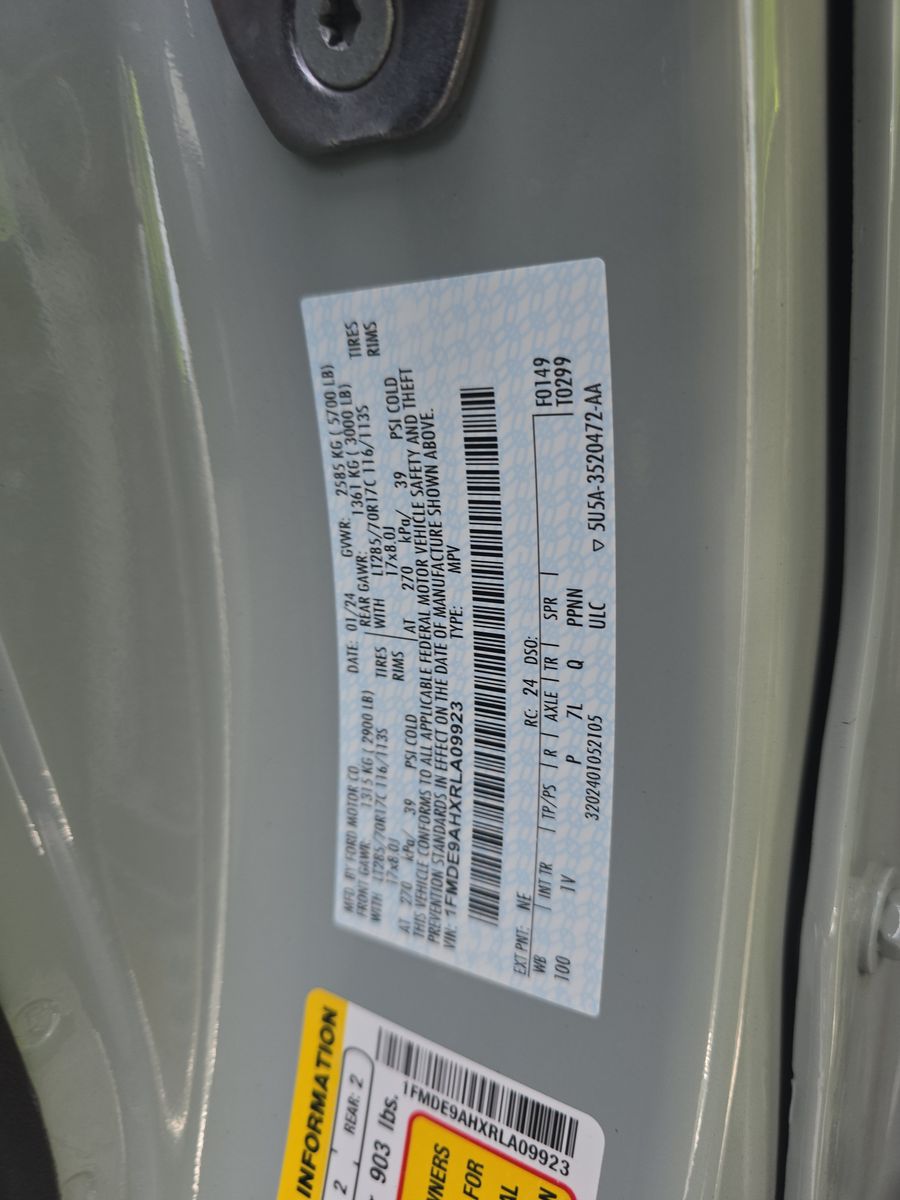 MFD. BY FORD MOTOR CO. DATE: 01/24 GVWR: 2585 KG ( 5700 LB)
FRONT GAWR: 1315 KG ( 2900 LB) REAR GAWR: 1361 KG ( 3000 LB)
WITH LT285/70R17C 116/113S TIRES WITH LT285/70R17C 116/113S TIRES
17x8.0J RIMS 17x8.0J RIMS
AT 270 kPa/ 39 PSI COLD AT 270 kPa/ 39 PSI COLD
THIS VEHICLE CONFORMS TO ALL APPLICABLE FEDERAL MOTOR VEHICLE SAFETY AND THEFT
PREVENTION STANDARDS IN EFFECT ON THE DATE OF MANUFACTURE SHOWN ABOVE.
VIN: 1FMDE9AHXRLA09923 TYPE: MPV
EXT PNT: NE RC: 24 DSO: F0149
WB INT TR TP/PS R AXLE TR SPR T0299
100 1V P 7L Q PPNN
3202401052105 ULC ▽ 5U5A-3520472-AA
INFORMATION
2 REAR: 2
903 lbs.
1FMDE9AHXRLA09923
FOR